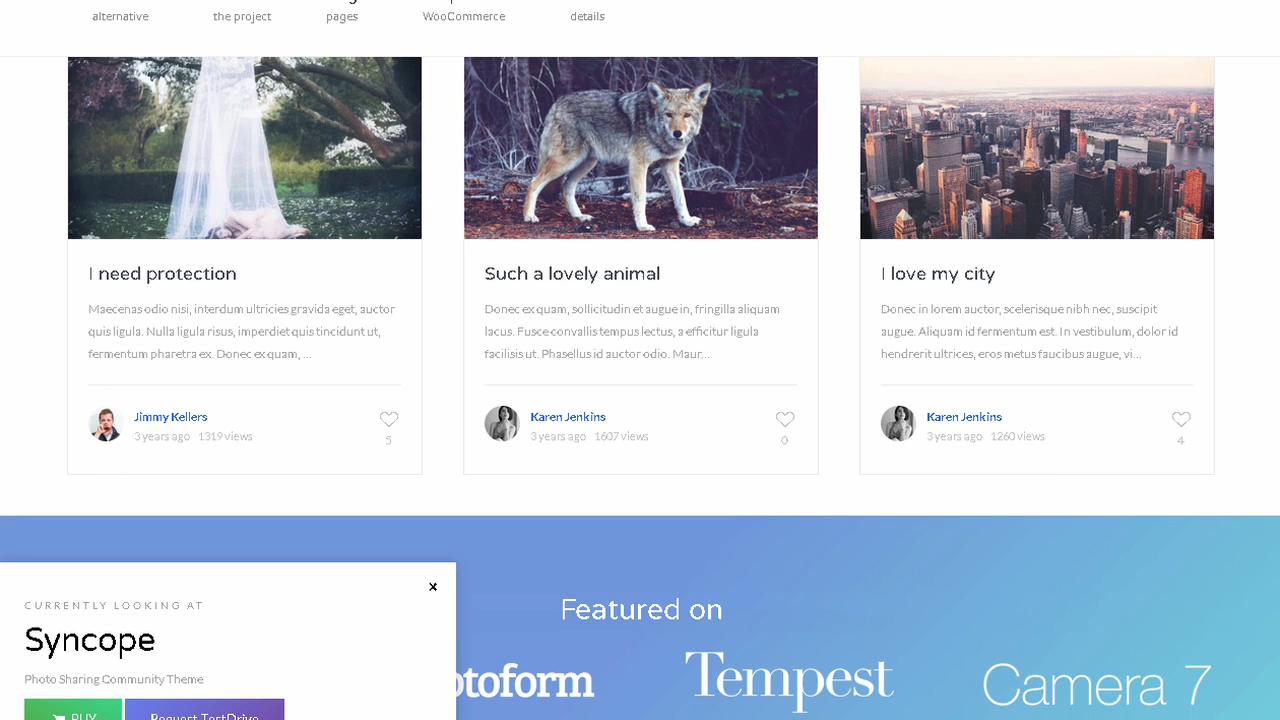 alternative
the project
pages
WooCommerce
details
I need protection
Maecenas odio nisi, interdum ultricies gravida eget, auctor
quis ligula. Nulla ligula risus, imperdiet quis tincidunt ut,
fermentum pharetra ex. Donec ex quam, ...
Jimmy Kellers
3 years ago 1319 views
5
Such a lovely animal
Donec ex quam, sollicitudin et augue in, fringilla aliquam
lacus. Fusce convallis tempus lectus, a efficitur ligula
facilisis ut. Phasellus id auctor odio. Maur...
Karen Jenkins
3 years ago 1607 views
0
I love my city
Donec in lorem auctor, scelerisque nibh nec, suscipit
augue. Aliquam id fermentum est. In vestibulum, dolor id
hendrerit ultrices, eros metus faucibus augue, vi...
Karen Jenkins
3 years ago 1260 views
4
Featured on
otoform
Tempest
Camera 7
CURRENTLY LOOKING AT
Syncope
Photo Sharing Community Theme
BUY
Request TestDrive